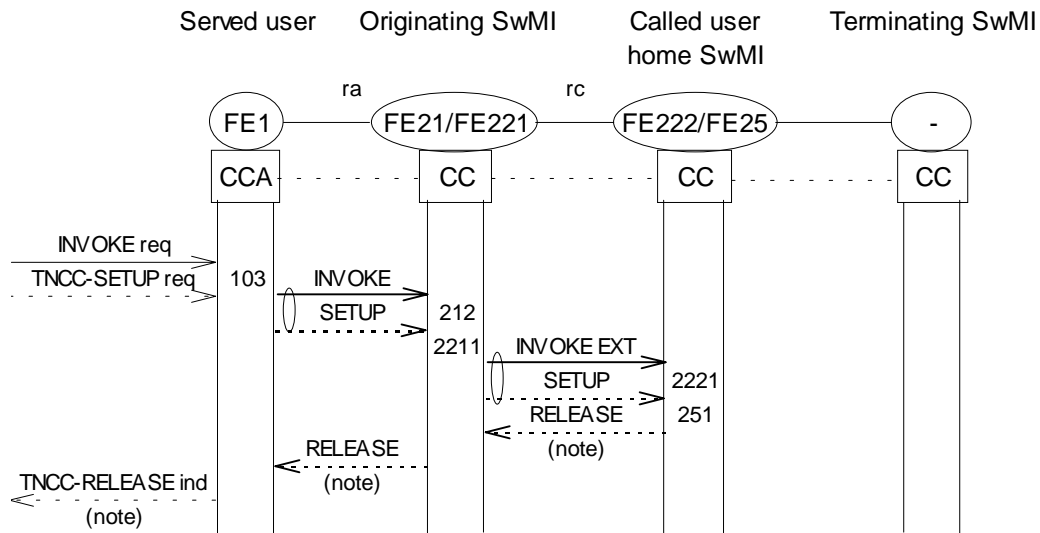 Served user
Originating SwMI
Called user
home SwMI
Terminating SwMI
ra
rc
FE1
FE21/FE221
FE222/FE25
-
CCA
CC
CC
CC
INVOKE req
TNCC-SETUP req
103
INVOKE
SETUP
212
2211
INVOKE EXT
SETUP
2221
RELEASE
251
(note)
RELEASE
(note)
TNCC-RELEASE ind
(note)